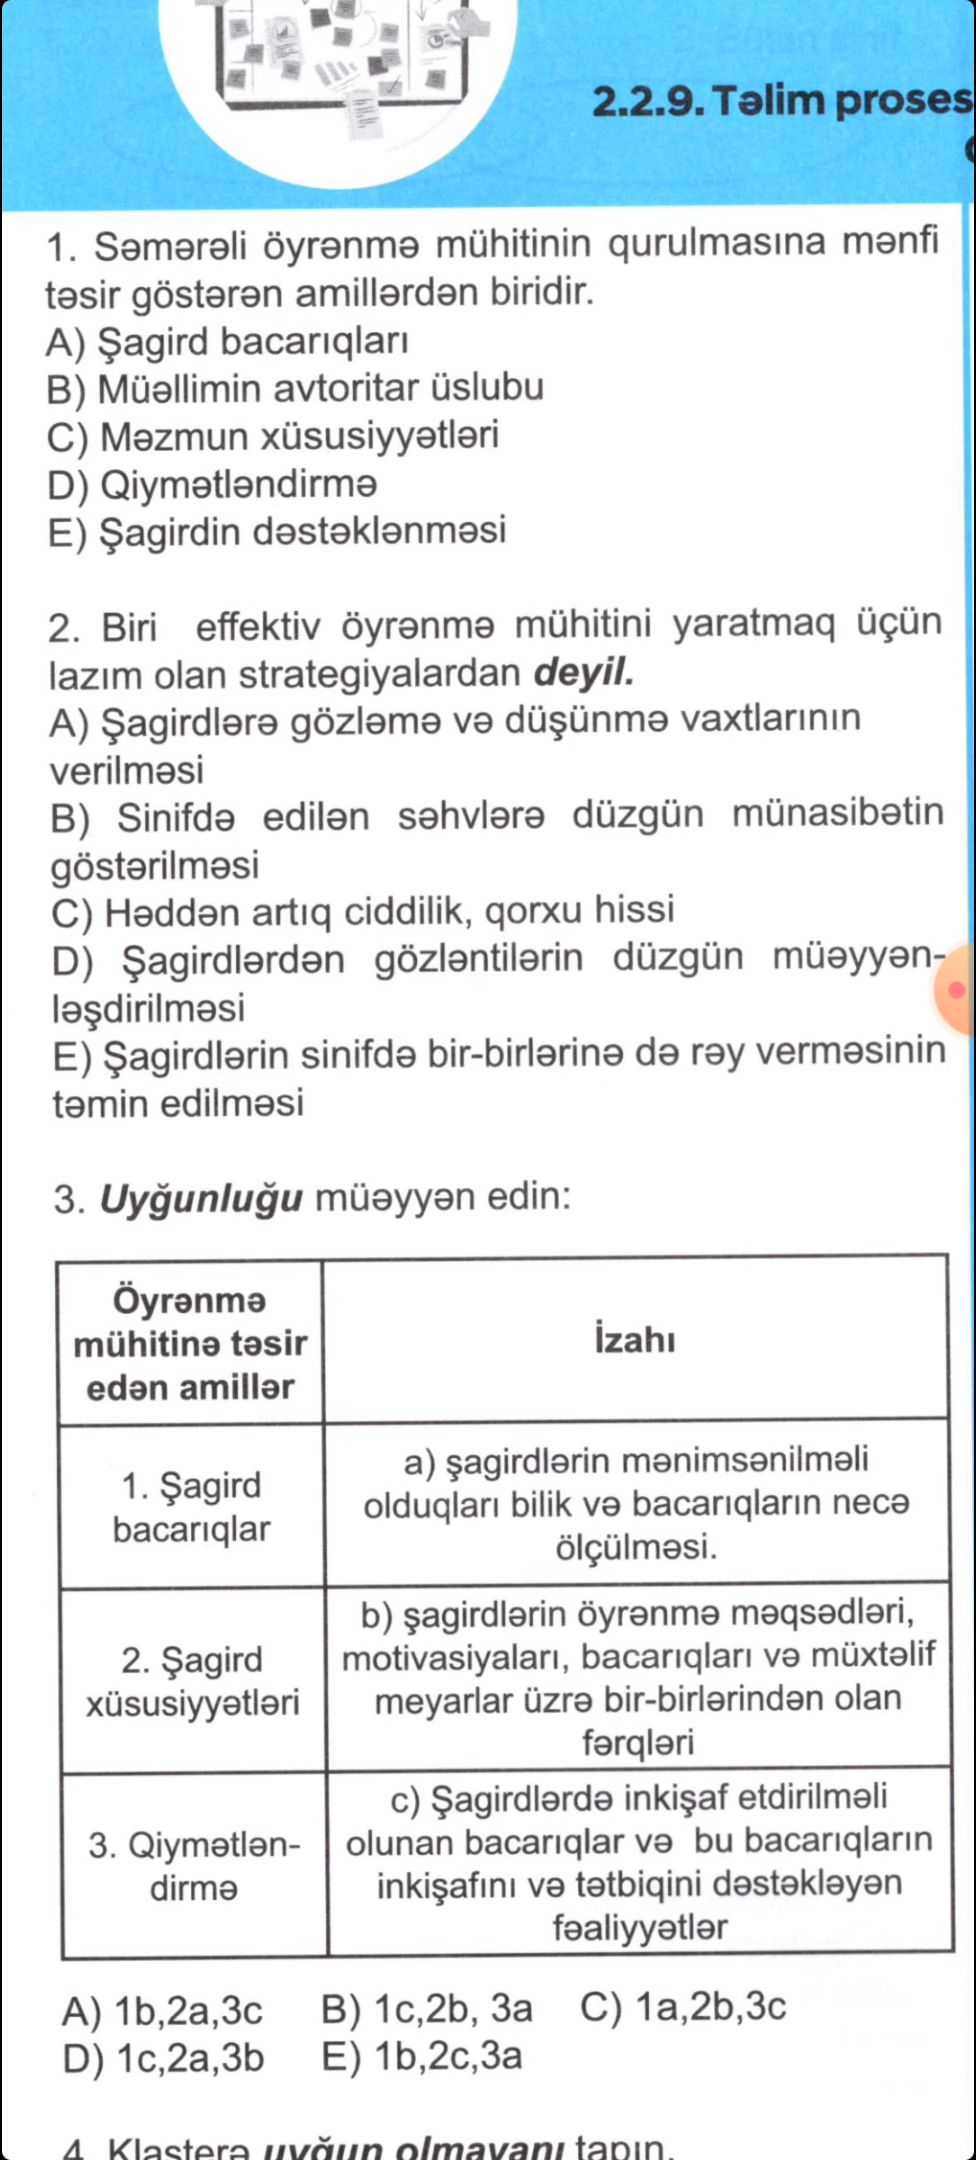 2.2.9. Təlim proses
1. Səmərəli öyrənmə mühitinin qurulmasına mənfi
təsir göstərən amillərdən biridir.
A) Şagird bacarıqları
B) Müəllimin avtoritar üslubu
C) Məzmun xüsusiyyətləri
D) Qiymətləndirmə
E) Şagirdin dəstəklənməsi
2. Biri effektiv öyrənmə mühitini yaratmaq üçün
lazım olan strategiyalardan deyil.
A) Şagirdlərə gözləmə və düşünmə vaxtlarının
verilməsi
B) Sinifdə edilən səhvlərə düzgün münasibətin
göstərilməsi
C) Həddən artıq ciddilik, qorxu hissi
D) Şagirdlərdən gözləntilərin düzgün müəyyən-
ləşdirilməsi
E) Şagirdlərin sinifdə bir-birlərinə də rəy verməsinin
təmin edilməsi
3. Uyğunluğu müəyyən edin:
Öyrənmə
mühitinə təsir
edən amillər
İzahı
1. Şagird
bacarıqlar
a) şagirdlərin mənimsənilməli
olduqları bilik və bacarıqların necə
ölçülməsi.
2. Şagird
xüsusiyyətləri
b) şagirdlərin öyrənmə məqsədləri,
motivasiyaları, bacarıqları və müxtəlif
meyarlar üzrə bir-birlərindən olan
fərqləri
3. Qiymətlən-
dirmə
c) Şagirdlərdə inkişaf etdirilməli
olunan bacarıqlar və bu bacarıqların
inkişafını və tətbiqini dəstəkləyən
fəaliyyətlər
A) 1b,2a,3c B) 1c,2b, 3a C) 1a,2b,3c
D) 1c,2a,3b E) 1b,2c,3a
4. Klasterə uyğun olmayanı tapın.